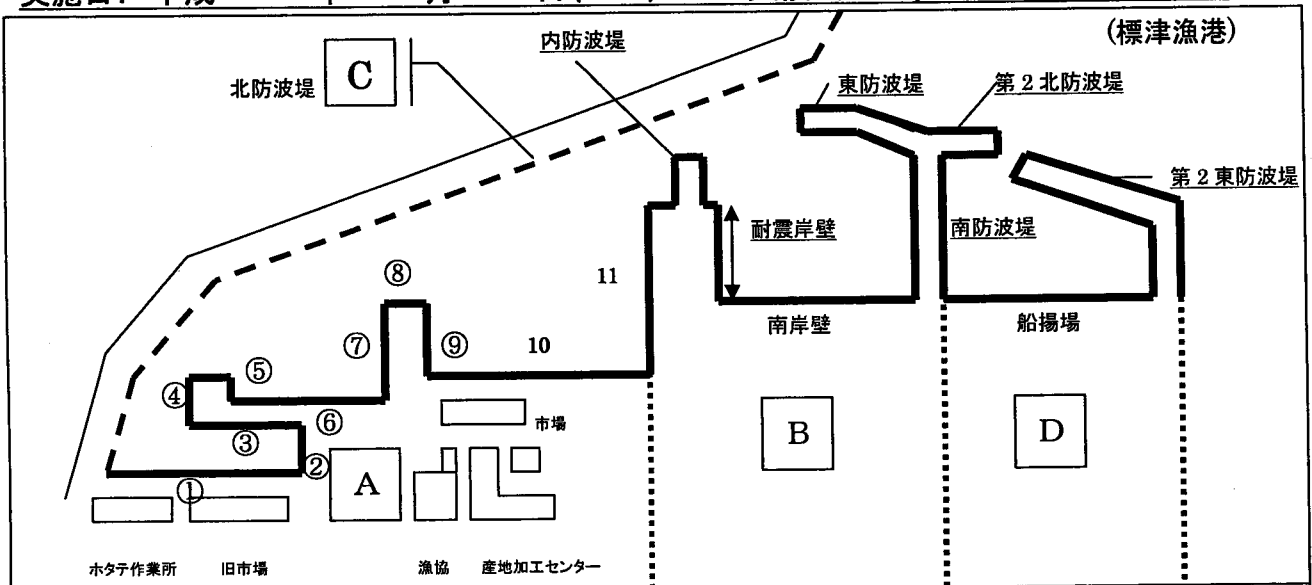 (標津漁港)
内防波堤
北防波堤
C
東防波堤
第2北防波堤
第2東防波堤
耐震岸壁
南防波堤
11
⑧
南岸壁
船揚場
⑦
⑨
10
⑤
④
⑥
市場
③
②
A
B
D
①
ホタテ作業所
旧市場
漁協
産地加工センター